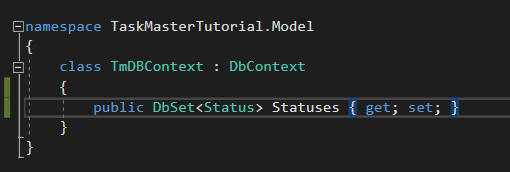 namespace TaskMasterTutorial.Model
{
class TmDBContext : DbContext
{
public DbSet<Status> Statuses { get; set; }
}
}